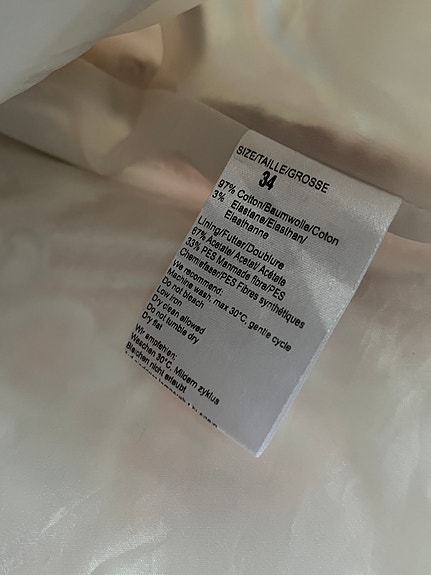 SIZE/TAILLE/GROSSE
34
97% Cotton/Baumwolle/Coton
3% Elastane/Elasthan/
Elasthanne
Lining/Futter/Doublure
67% Acetate/Acetat/ Acétate
33% PES Manmade fibre/PES
Chemiefaser/PES Fibres synthétiques
We recommend:
Machine wash, max 30°C, gentle cycle
Do not bleach
Low iron
Dry clean allowed
Do not tumble dry
Dry flat
Wir empfehlen:
Waschen 30°C, Mildem zyklus
Bleichen nicht erlaubt